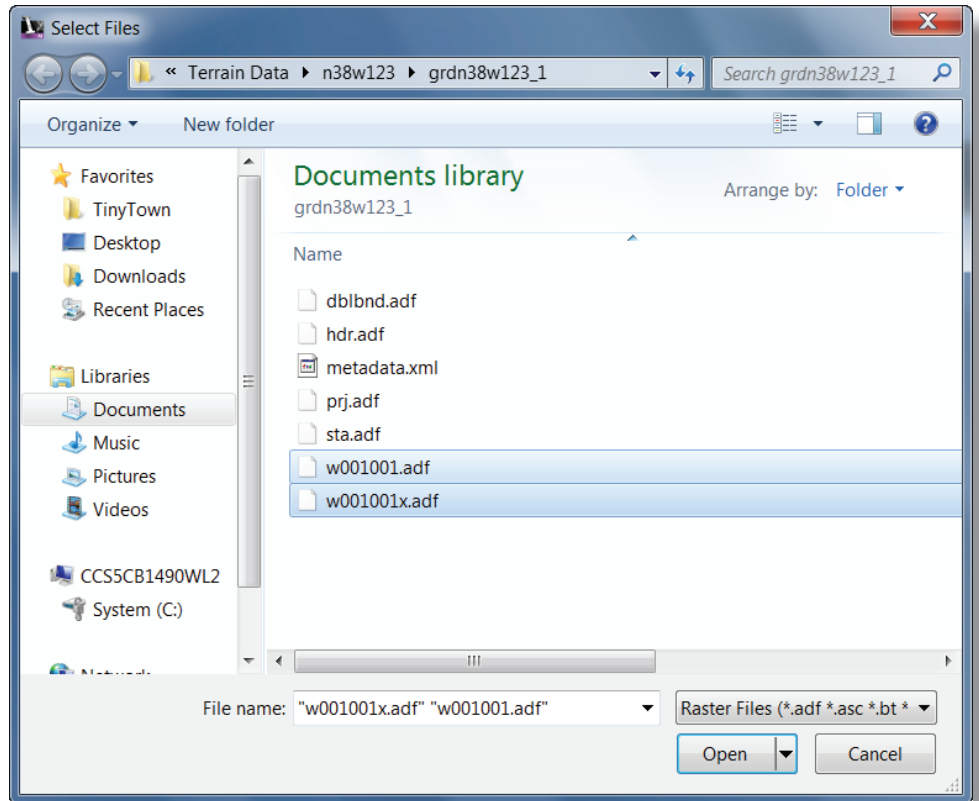 Select Files
« Terrain Data ▸ n38w123 ▸ grdn38w123_1
Search grdn38w123_1
Organize
New folder
Favorites
TinyTown
Desktop
Downloads
Recent Places
Libraries
Documents
Music
Pictures
Videos
CCS5CB1490WL2
System (C:)
Network
Documents library
grdn38w123_1
Arrange by: Folder
Name
dblbnd.adf
hdr.adf
metadata.xml
prj.adf
sta.adf
w001001.adf
w001001x.adf
File name: "w001001x.adf" "w001001.adf"
Raster Files (*.adf *.asc *.bt *
Open
Cancel